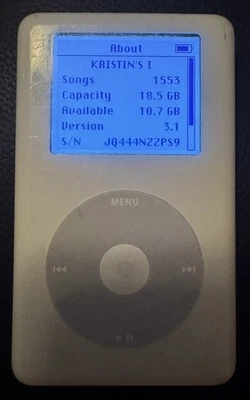 About
KRISTIN'S I
Songs 1553
Capacity 18.5 GB
Available 10.7 GB
Version 3.1
S/N JQ444NZZPS9
MENU